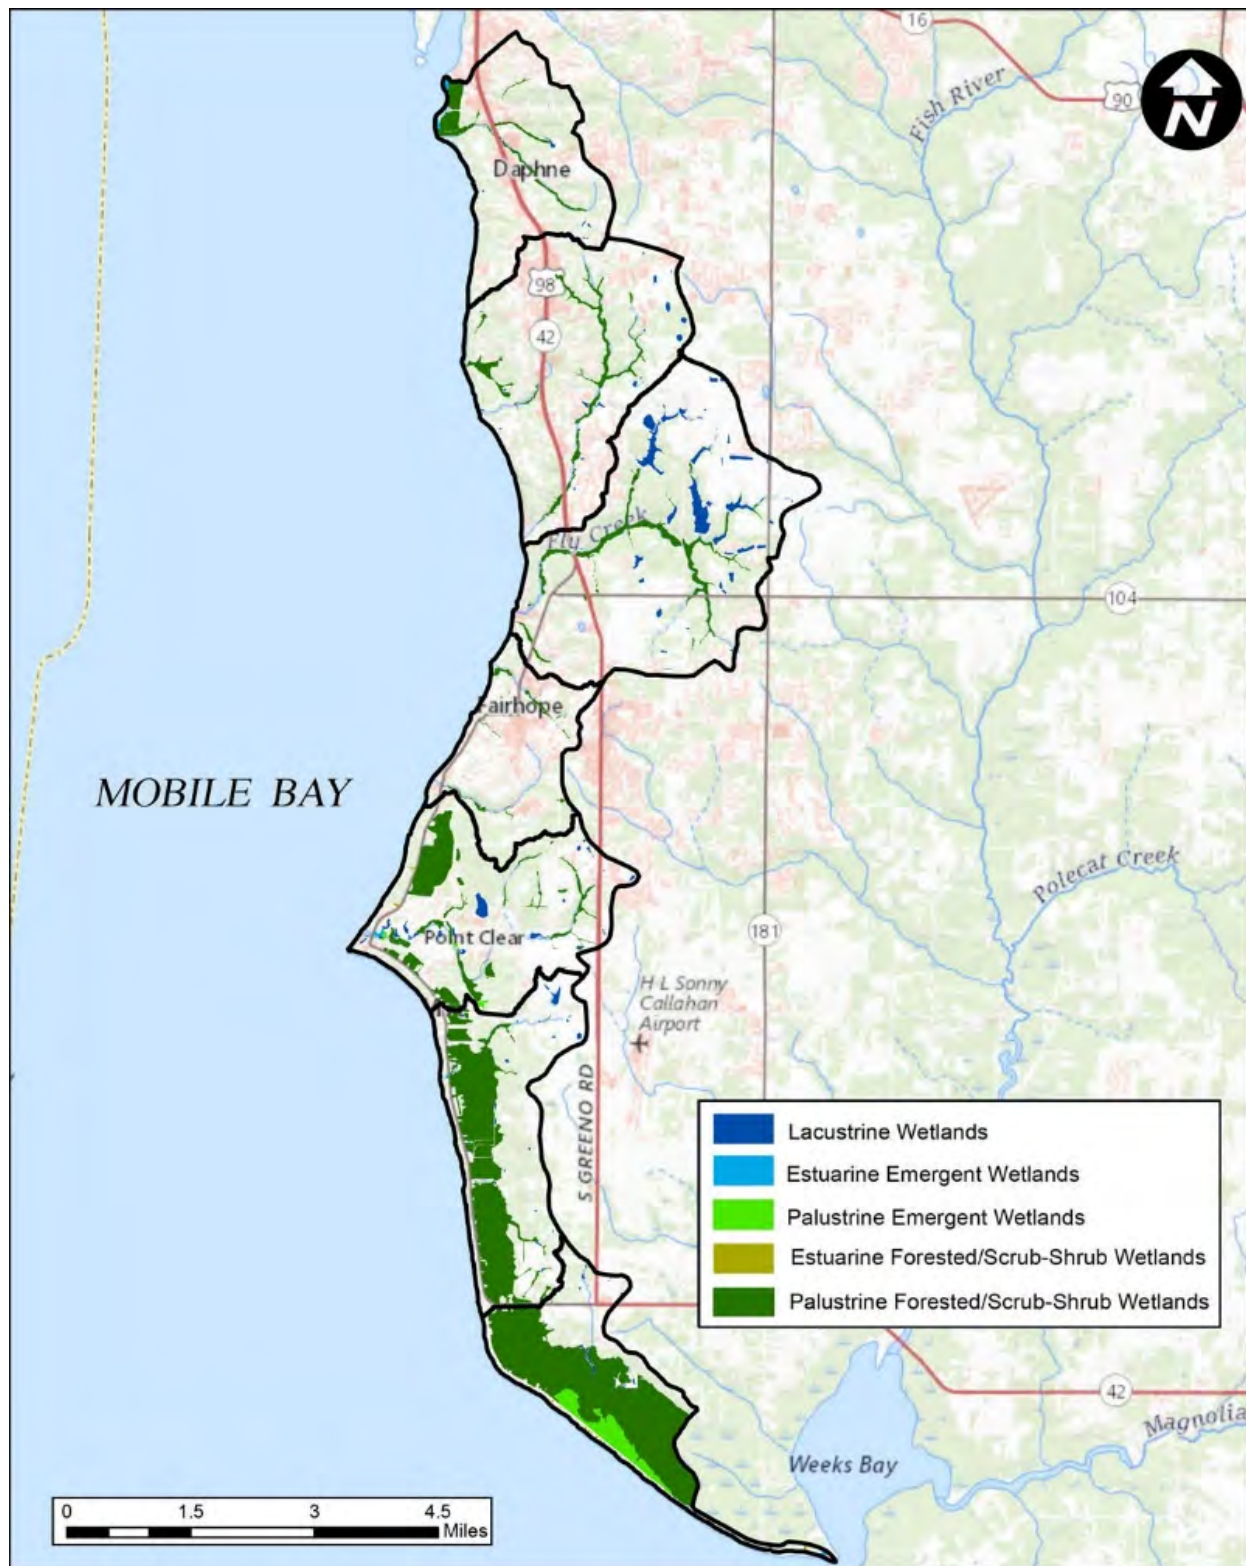 16
90
N
Fish River
Daphne
98
42
Fly Creek
104
Fairhope
MOBILE BAY
Polecat Creek
181
Point Clear
H L Sonny
Callahan
Airport
S GREENO RD
Lacustrine Wetlands
Estuarine Emergent Wetlands
Palustrine Emergent Wetlands
Estuarine Forested/Scrub-Shrub Wetlands
Palustrine Forested/Scrub-Shrub Wetlands
42
Magnolia
Weeks Bay
0 1.5 3 4.5
Miles